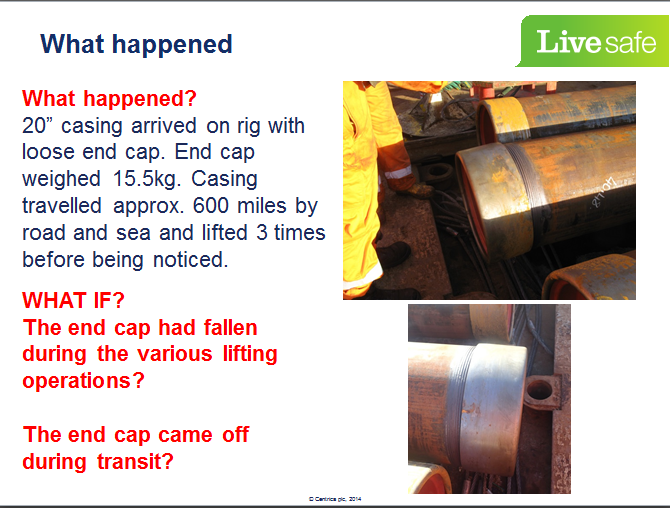 What happened
Live safe
What happened?
20” casing arrived on rig with
loose end cap. End cap
weighed 15.5kg. Casing
travelled approx. 600 miles by
road and sea and lifted 3 times
before being noticed.
WHAT IF?
The end cap had fallen
during the various lifting
operations?
The end cap came off
during transit?
© Centrica plc, 2014